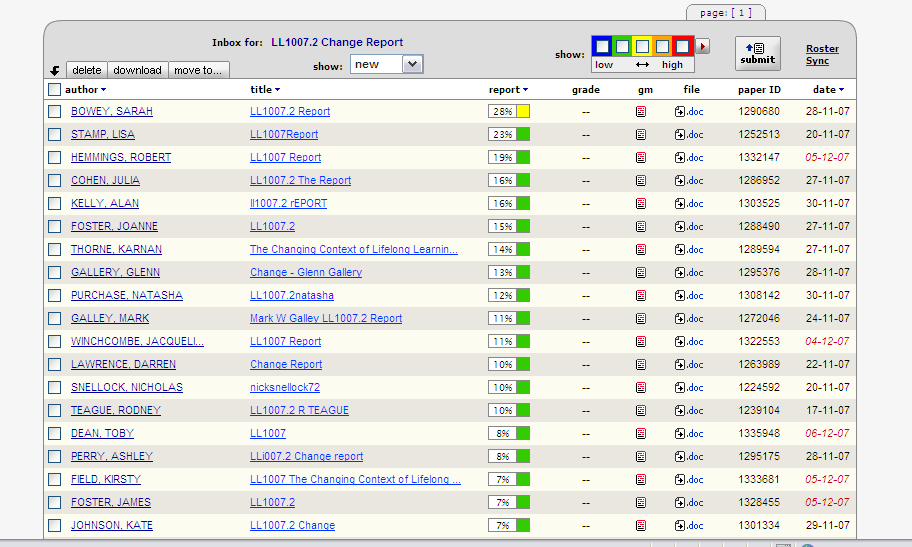 page: [ 1 ]
Inbox for: LL1007.2 Change Report
show: new
show:
low ↔ high
submit
Roster Sync
delete download move to...
author title report grade gm file paper ID date
BOWEY, SARAH LL1007.2 Report 28% -- .doc 1290680 28-11-07
STAMP, LISA LL1007Report 23% -- .doc 1252513 20-11-07
HEMMINGS, ROBERT LL1007 Report 19% -- .doc 1332147 05-12-07
COHEN, JULIA LL1007.2 The Report 16% -- .doc 1286952 27-11-07
KELLY, ALAN ll1007.2 rEPORT 16% -- .doc 1303525 30-11-07
FOSTER, JOANNE LL1007.2 15% -- .doc 1288490 27-11-07
THORNE, KARNAN The Changing Context of Lifelong Learnin... 14% -- .doc 1289594 27-11-07
GALLERY, GLENN Change - Glenn Gallery 13% -- .doc 1295376 28-11-07
PURCHASE, NATASHA LL1007.2natasha 12% -- .doc 1308142 30-11-07
GALLEY, MARK Mark W Galley LL1007.2 Report 11% -- .doc 1272046 24-11-07
WINCHCOMBE, JACQUELI... LL1007 Report 11% -- .doc 1322553 04-12-07
LAWRENCE, DARREN Change Report 10% -- .doc 1263989 22-11-07
SNELLOCK, NICHOLAS nicksnellock72 10% -- .doc 1224592 20-11-07
TEAGUE, RODNEY LL1007.2 R TEAGUE 10% -- .doc 1239104 17-11-07
DEAN, TOBY LL1007 8% -- .doc 1335948 06-12-07
PERRY, ASHLEY LLi007.2 Change report 8% -- .doc 1295175 28-11-07
FIELD, KIRSTY LL1007 The Changing Context of Lifelong ... 7% -- .doc 1333681 05-12-07
FOSTER, JAMES LL1007.2 7% -- .doc 1328455 05-12-07
JOHNSON, KATE LL1007.2 Change 7% -- .doc 1301334 29-11-07